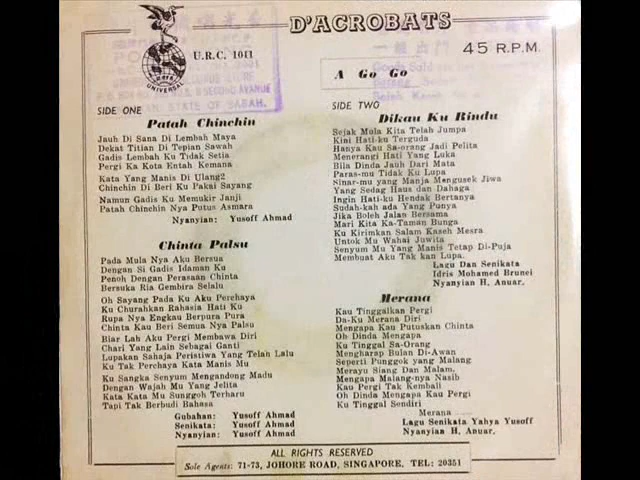 D'ACROBATS
U.R.C. 1011
45 R.P.M.
UNIVERSAL
A Go Go
SECOND AVENUE
STATE OF SABAH.
Goods Sold
SIDE ONE
Patah Chinchin
Jauh Di Sana Di Lembah Maya
Dekat Titian Di Tepian Sawah
Gadis Lembah Ku Tidak Setia
Pergi Ka Kota Entah Kemana
Kata Yang Manis Di Ulang2
Chinchin Di Beri Ku Pakai Sayang
Namun Gadis Ku Memukir Janji
Patah Chinchin Nya Putus Asmara
Nyanyian: Yusoff Ahmad
Chinta Palsu
Pada Mula Nya Aku Bersua
Dengan Si Gadis Idaman Ku
Penoh Dengan Perasaan Chinta
Bersuka Ria Gembira Selalu
Oh Sayang Pada Ku Aku Perchaya
Ku Churahkan Rahasia Hati Ku
Rupa Nya Engkau Berpura Pura
Chinta Kau Beri Semua Nya Palsu
Biar Lah Aku Pergi Membawa Diri
Chari Yang Lain Sebagai Ganti
Lupakan Sahaja Peristiwa Yang Telah Lalu
Ku Tak Perchaya Kata Manis Mu
Ku Sangka Senyum Mengandong Madu
Dengan Wajah Mu Yang Jelita
Kata Kata Mu Sunggoh Terharu
Tapi Tak Berbudi Bahasa
Gubahan: Yusoff Ahmad
Senikata: Yusoff Ahmad
Nyanyian: Yusoff Ahmad
SIDE TWO
Dikau Ku Rindu
Sejak Mula Kita Telah Jumpa
Kini Hati-ku Terguda
Hanya Kau Sa-orang Jadi Pelita
Menerangi Hati Yang Luka
Bila Dinda Jauh Dari Mata
Paras-mu Tidak Ku Lupa
Sinar-mu yang Manja Mengusek Jiwa
Yang Sedag Haus dan Dahaga
Ingin Hati-ku Hendak Bertanya
Sudah-kah ada Yang Punya
Jika Boleh Jalan Bersama
Mari Kita Ka-Taman Bunga
Ku Kirimkan Salam Kaseh Mesra
Untok Mu Wahai Juwita
Senyum Mu Yang Manis Tetap Di-Puja
Membuat Aku Tak kan Lupa.
Lagu Dan Senikata
Idris Mohamed Brunei
Nyanyian H. Anuar.
Merana
Kau Tinggalkan Pergi
Da-Ku Merana Diri
Mengapa Kau Putuskan Chinta
Oh Dinda Mengapa
Ku Tinggal Sa-Orang
Mengharap Bulan Di-Awan
Seperti Punggok yang Malang
Merayu Siang Dan Malam.
Mengapa Malang-nya Nasib
Kau Pergi Tak Kembali
Oh Dinda Mengapa Kau Pergi
Ku Tinggal Sondiri
Merana
Lagu Senikata Yahya Yusoff
Nyanyian H. Anuar.
ALL RIGHTS RESERVED
Sole Agents: 71-73, JOHORE ROAD, SINGAPORE, TEL: 20351